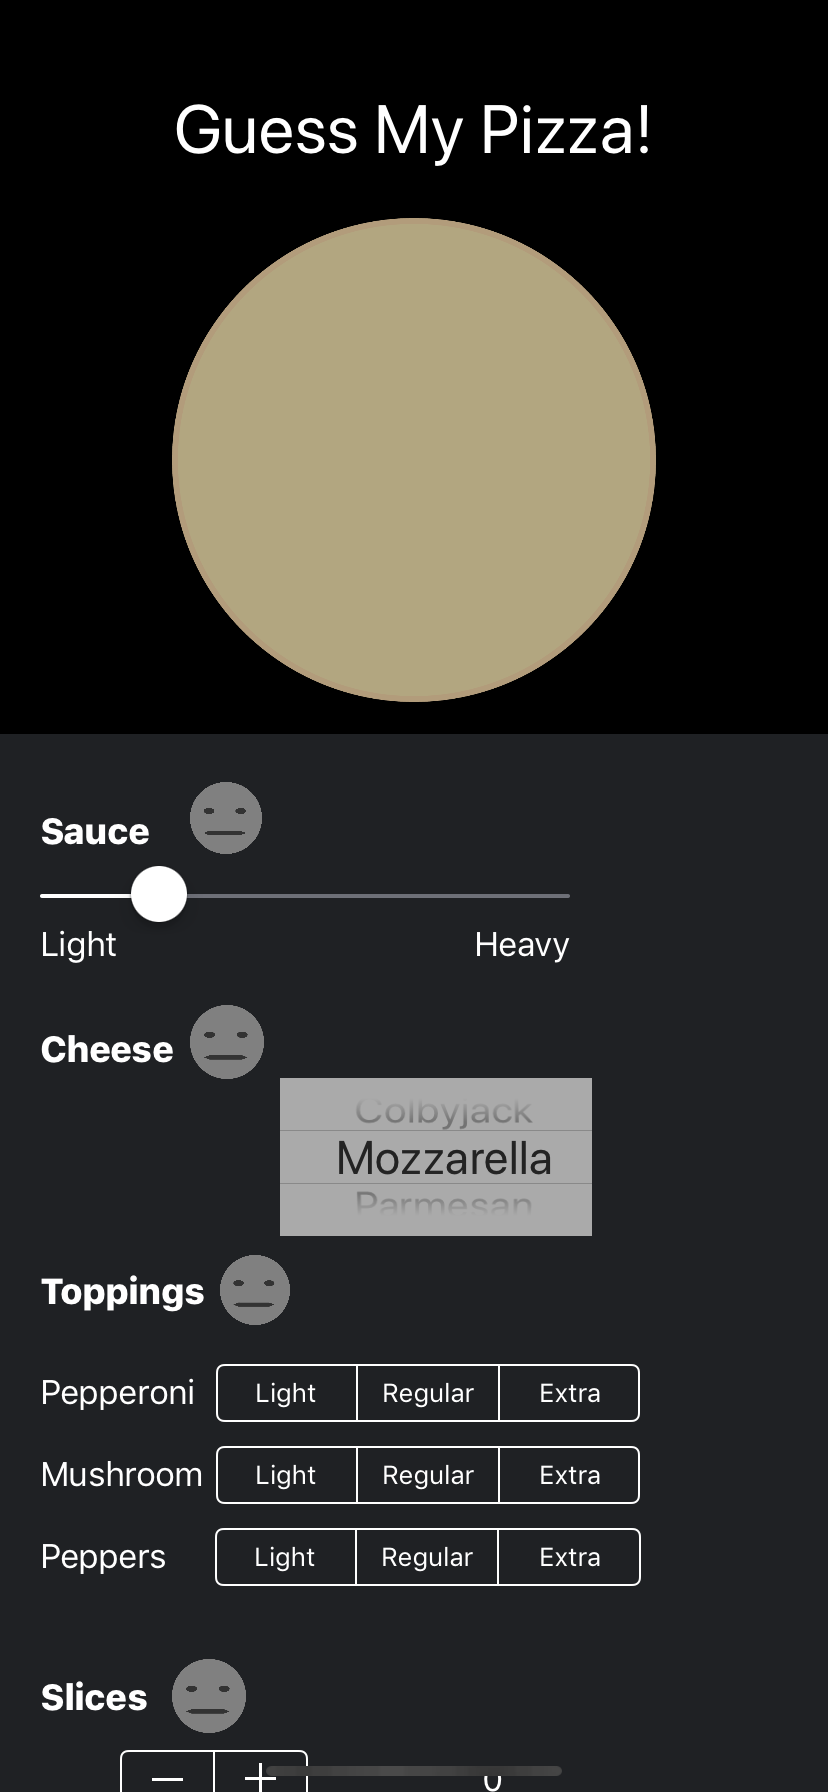 Guess My Pizza!
Sauce
Light Heavy
Cheese
Colbyjack
Mozzarella
Parmesan
Toppings
Pepperoni Light Regular Extra
Mushroom Light Regular Extra
Peppers Light Regular Extra
Slices
− + 0